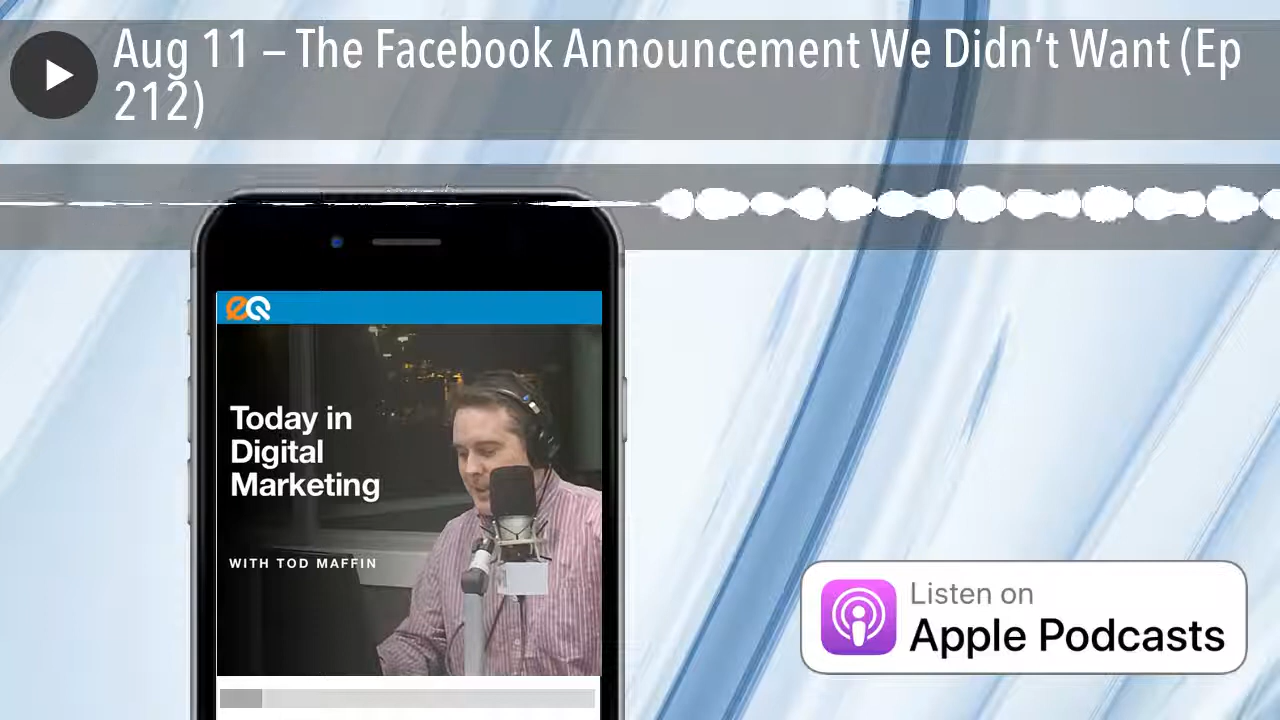 Aug 11 – The Facebook Announcement We Didn’t Want (Ep
212)
eQ
Today in
Digital
Marketing
WITH TOD MAFFIN
Listen on
Apple Podcasts